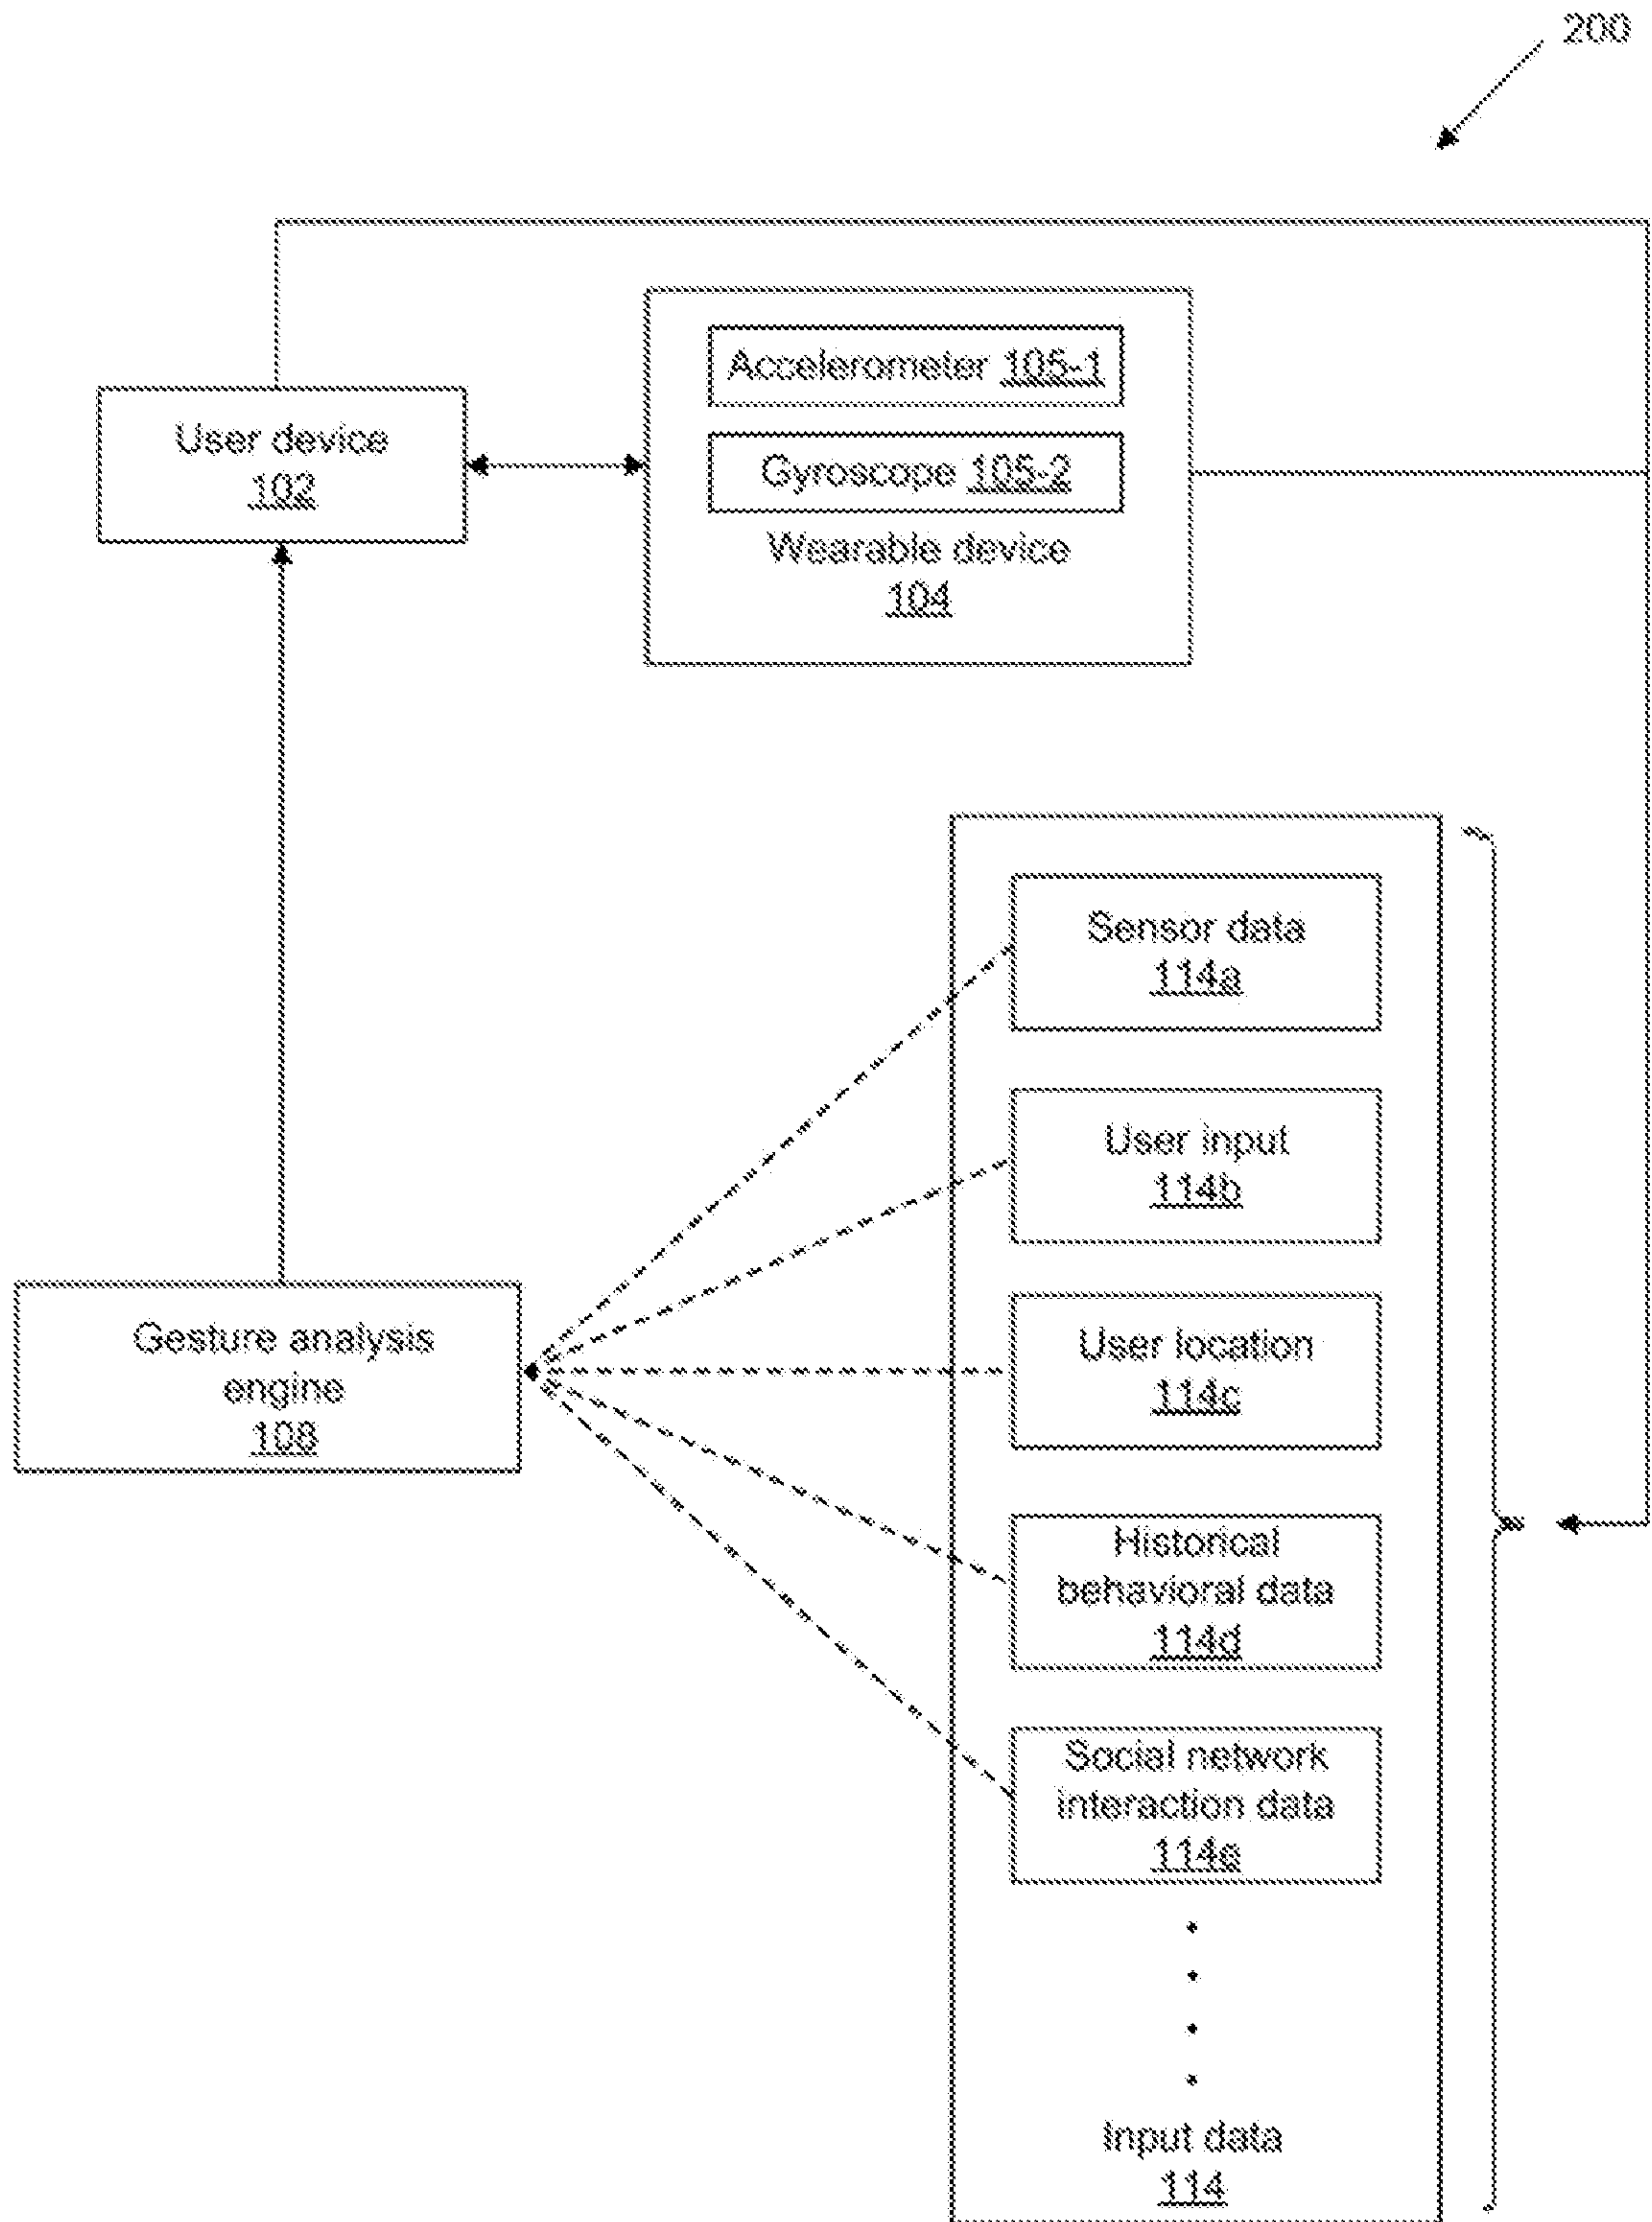 200
Accelerometer 105-1
User device
102
Gyroscope 105-2
Wearable device
104
Sensor data
114a
User input
114b
Gesture analysis
engine
108
User location
114c
Historical
behavioral data
114d
Social network
interaction data
114e
Input data
114